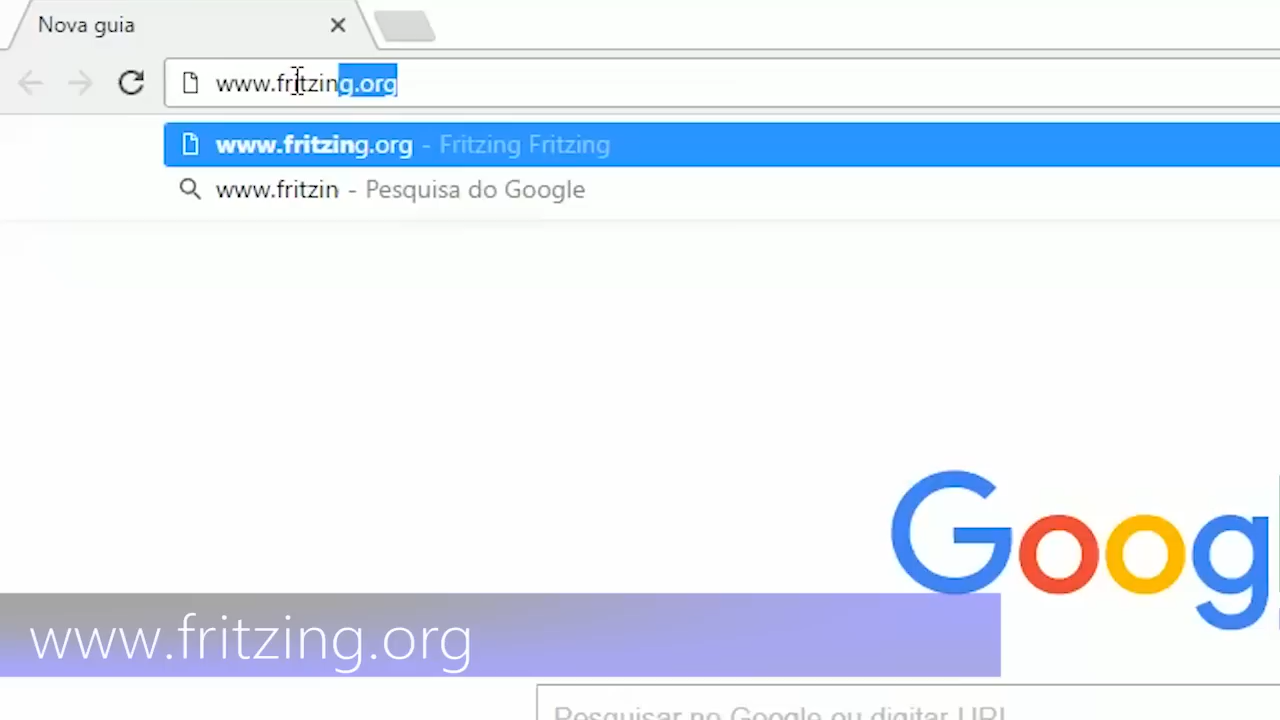 Nova guia
www.fritzing.org
www.fritzing.org - Fritzing Fritzing
www.fritzin - Pesquisa do Google
Goog
www.fritzing.org
Pesquisar no Google ou digitar URL